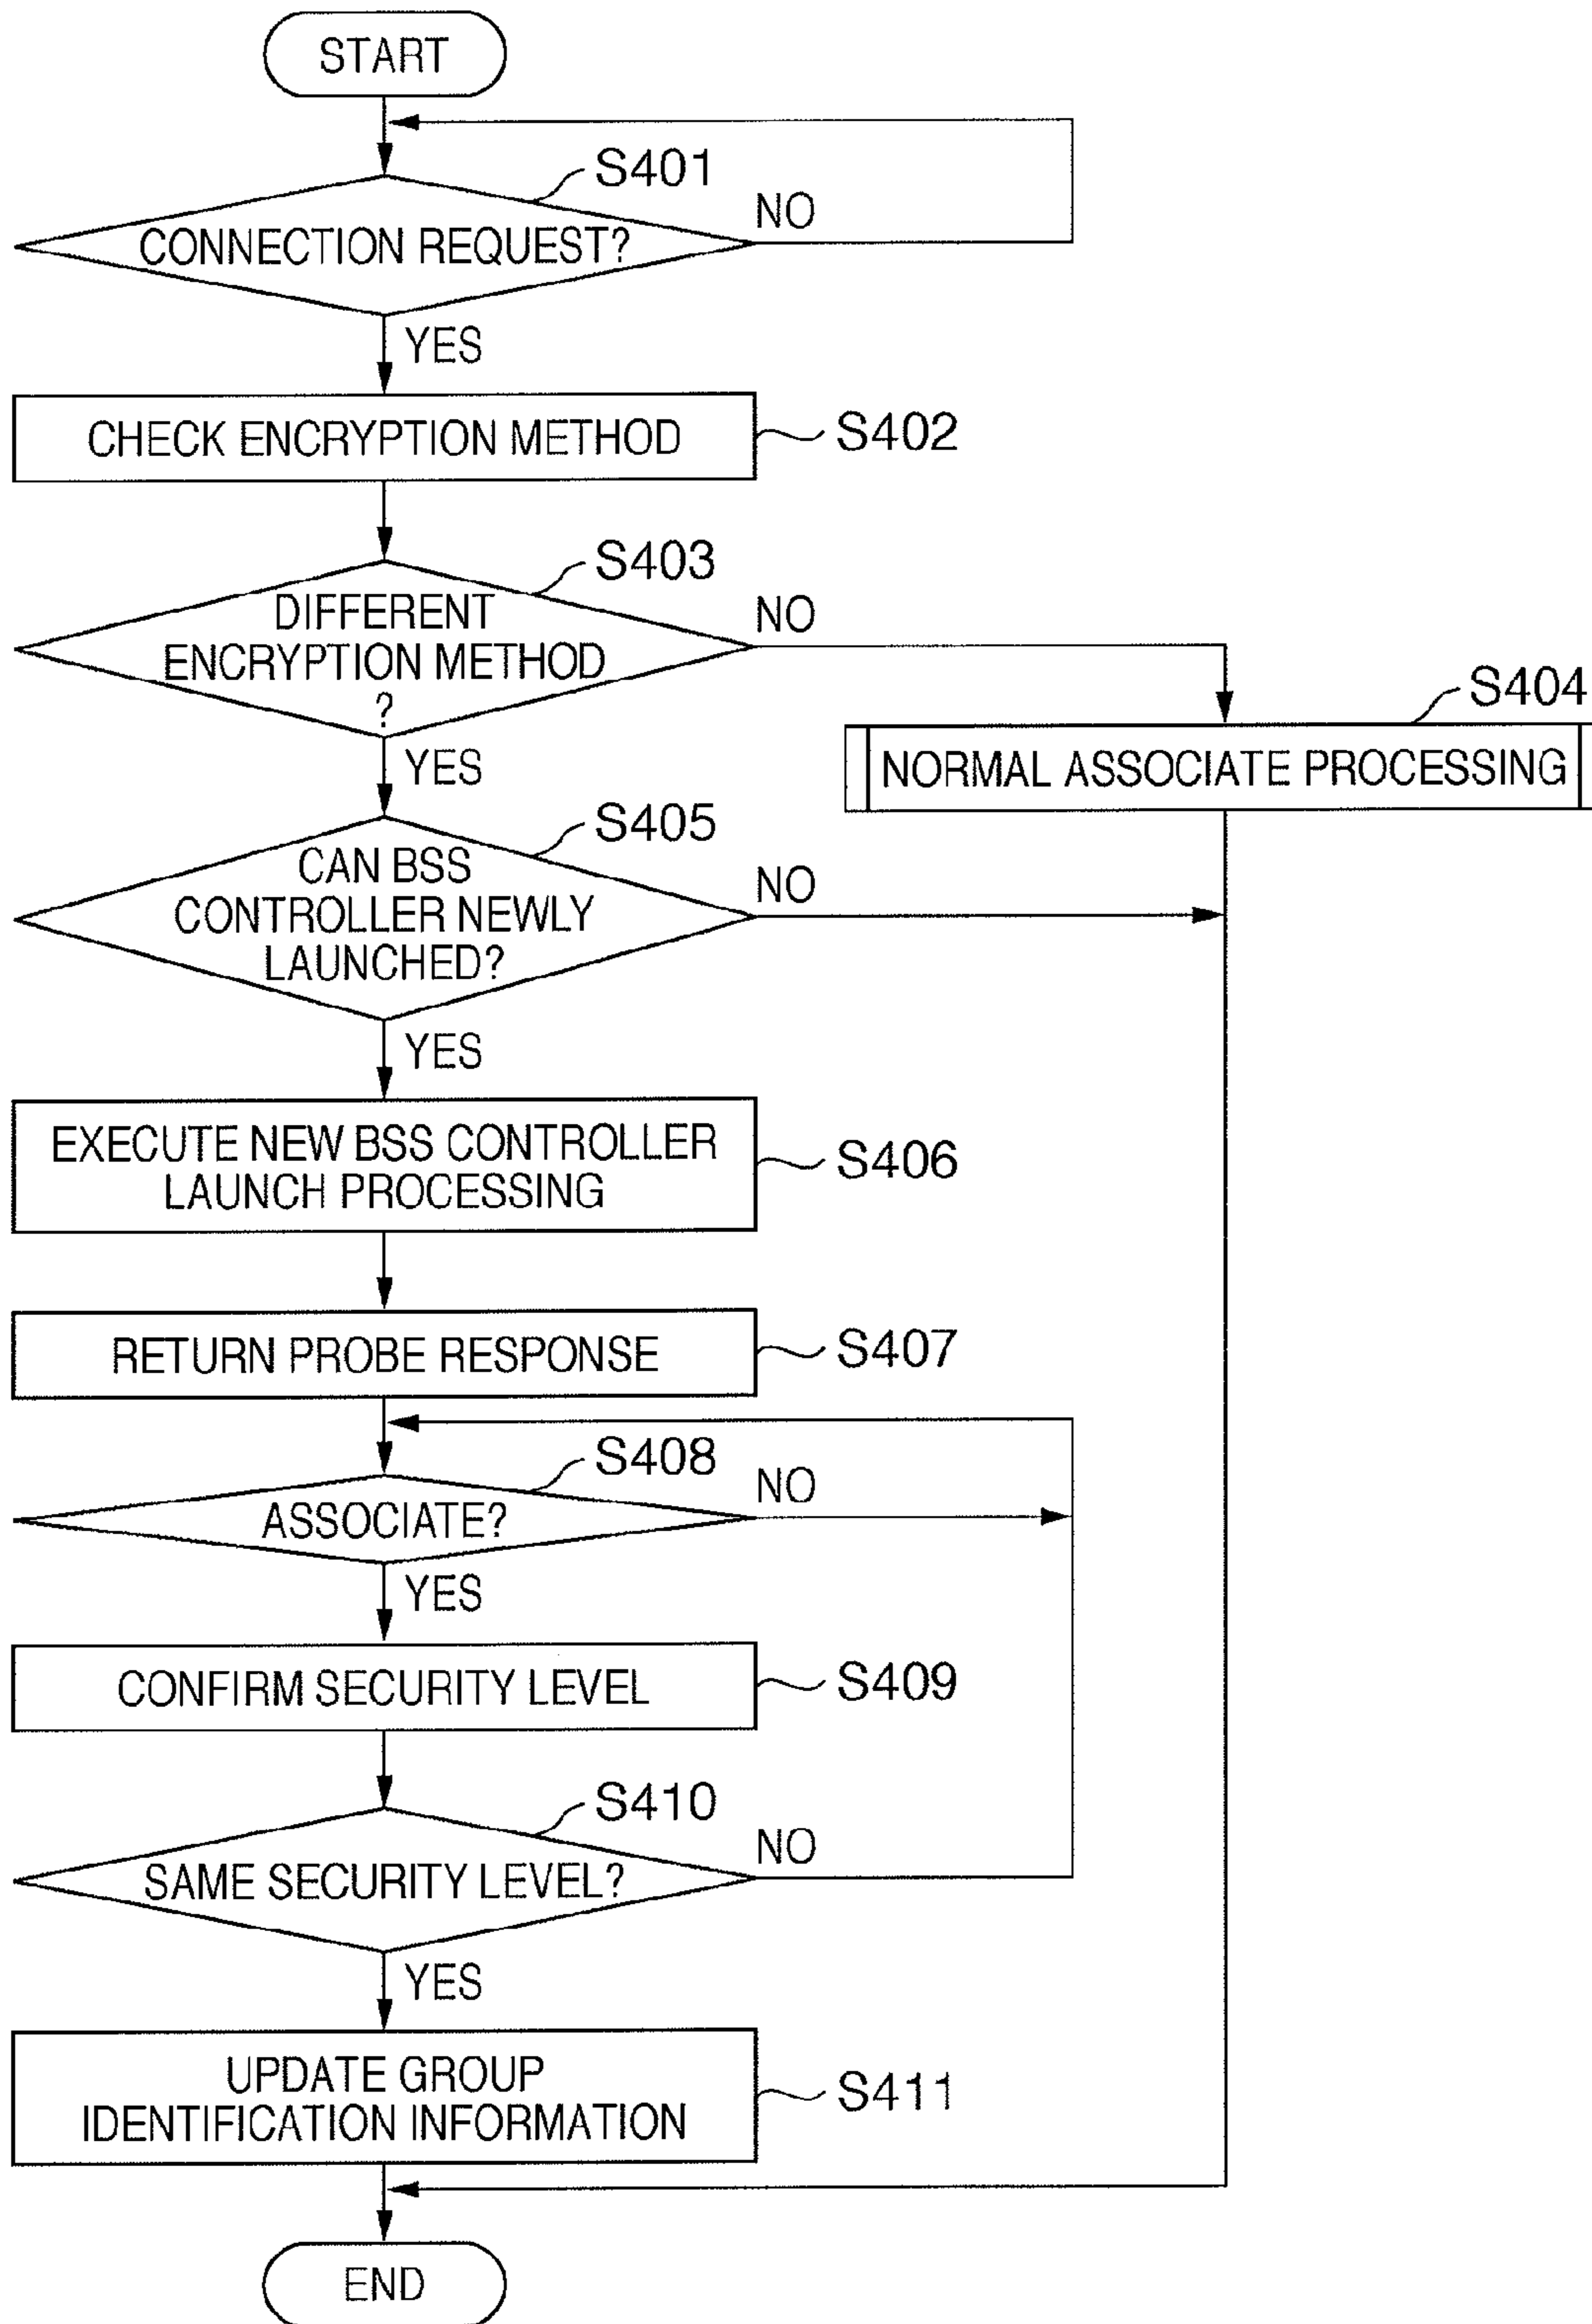 START
S401
CONNECTION REQUEST?
NO
YES
CHECK ENCRYPTION METHOD
S402
S403
DIFFERENT
ENCRYPTION METHOD
?
NO
YES
S404
NORMAL ASSOCIATE PROCESSING
S405
CAN BSS
CONTROLLER NEWLY
LAUNCHED?
NO
YES
EXECUTE NEW BSS CONTROLLER
LAUNCH PROCESSING
S406
RETURN PROBE RESPONSE
S407
S408
ASSOCIATE?
NO
YES
CONFIRM SECURITY LEVEL
S409
S410
SAME SECURITY LEVEL?
NO
YES
UPDATE GROUP
IDENTIFICATION INFORMATION
S411
END